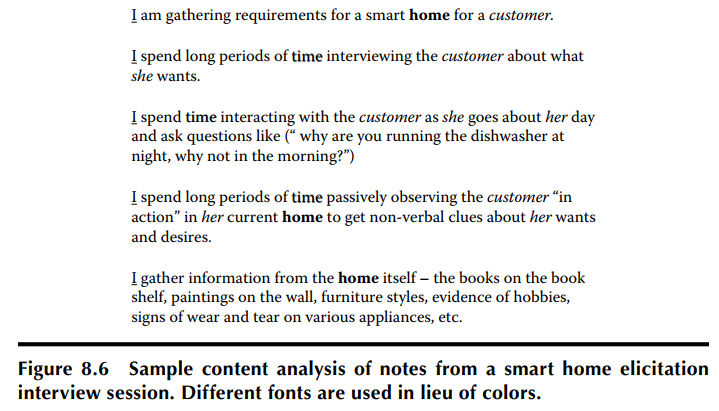 I am gathering requirements for a smart home for a customer.
I spend long periods of time interviewing the customer about what
she wants.
I spend time interacting with the customer as she goes about her day
and ask questions like (“ why are you running the dishwasher at
night, why not in the morning?”)
I spend long periods of time passively observing the customer “in
action” in her current home to get non-verbal clues about her wants
and desires.
I gather information from the home itself – the books on the book
shelf, paintings on the wall, furniture styles, evidence of hobbies,
signs of wear and tear on various appliances, etc.
Figure 8.6 Sample content analysis of notes from a smart home elicitation
interview session. Different fonts are used in lieu of colors.